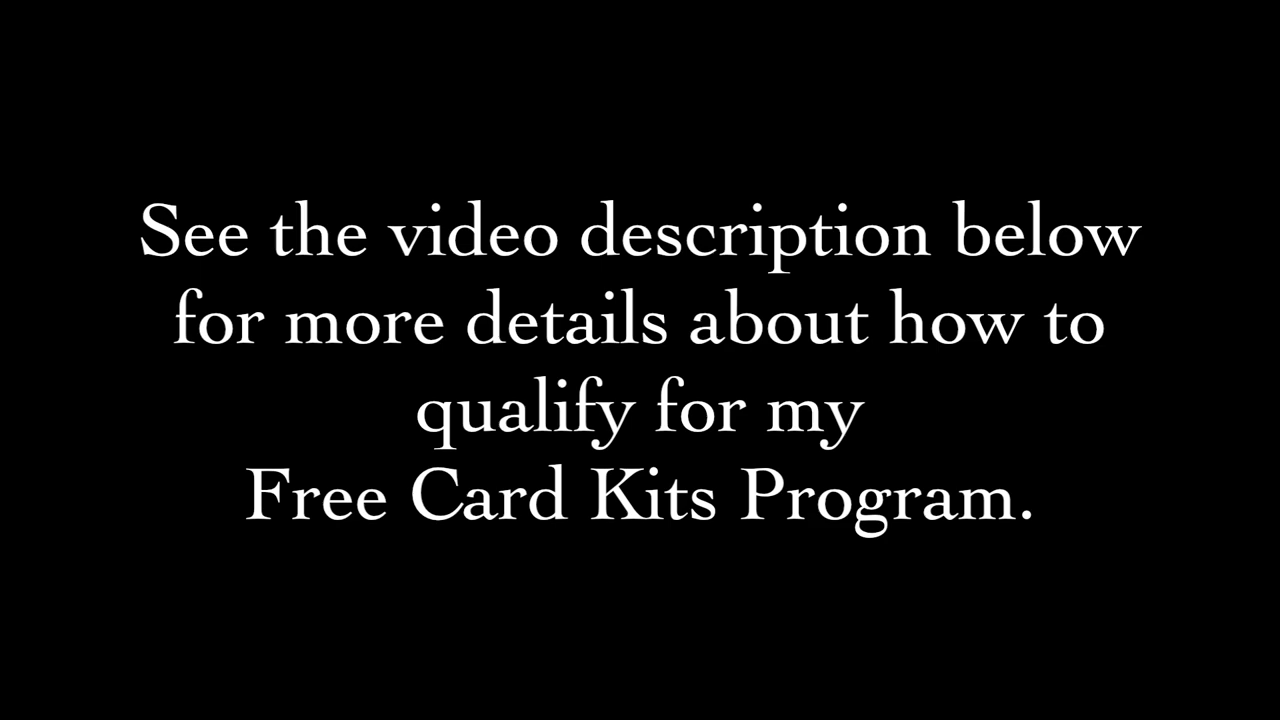 See the video description below
for more details about how to
qualify for my
Free Card Kits Program.